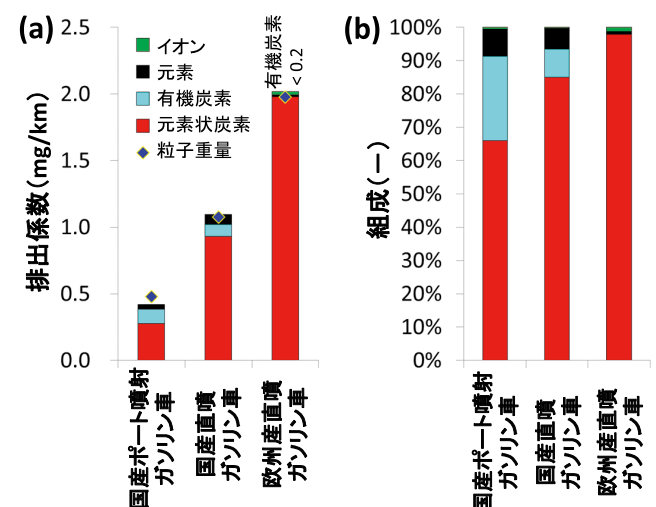 (a)
2.5
2.0
1.5
1.0
0.5
0.0
排出係数(mg/km)
イオン
元素
有機炭素
元素状炭素
粒子重量
有機炭素
< 0.2
国産ポート噴射
ガソリン車
国産直噴
ガソリン車
欧州産直噴
ガソリン車
(b)
100%
90%
80%
70%
60%
50%
40%
30%
20%
10%
0%
組成(ー)
国産ポート噴射
ガソリン車
国産直噴
ガソリン車
欧州産直噴
ガソリン車